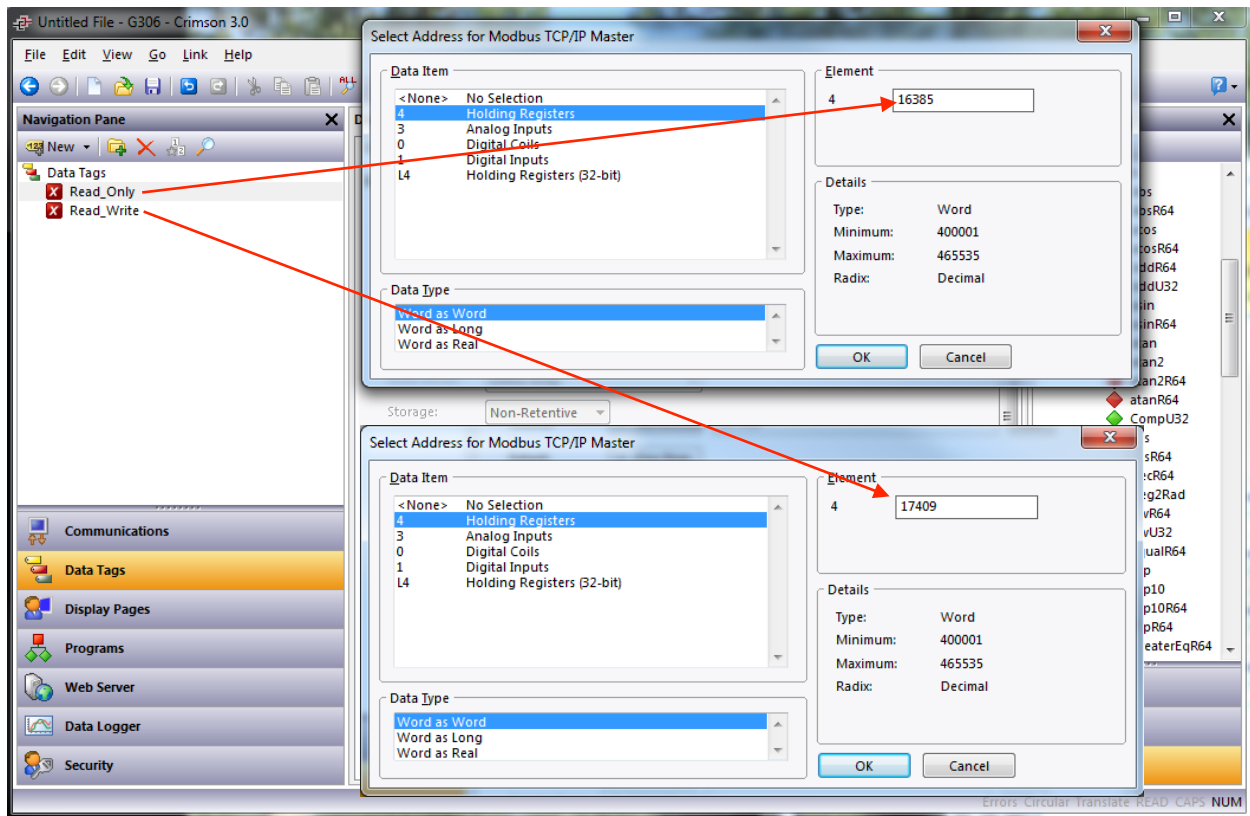 Untitled File - G306 - Crimson 3.0
File Edit View Go Link Help
ALL
Navigation Pane
New
Data Tags
Read_Only
Read_Write
Select Address for Modbus TCP/IP Master
Data Item
<None> No Selection
4 Holding Registers
3 Analog Inputs
0 Digital Coils
1 Digital Inputs
L4 Holding Registers (32-bit)
Element
4 16385
Details
Type: Word
Minimum: 400001
Maximum: 465535
Radix: Decimal
Data Type
Word as Word
Word as Long
Word as Real
OK Cancel
Storage: Non-Retentive
atanR64
CompU32
Select Address for Modbus TCP/IP Master
Data Item
<None> No Selection
4 Holding Registers
3 Analog Inputs
0 Digital Coils
1 Digital Inputs
L4 Holding Registers (32-bit)
Element
4 17409
Details
Type: Word
Minimum: 400001
Maximum: 465535
Radix: Decimal
Data Type
Word as Word
Word as Long
Word as Real
OK Cancel
Communications
Data Tags
Display Pages
Programs
Web Server
Data Logger
Security
Errors Circular Translate READ CAPS NUM